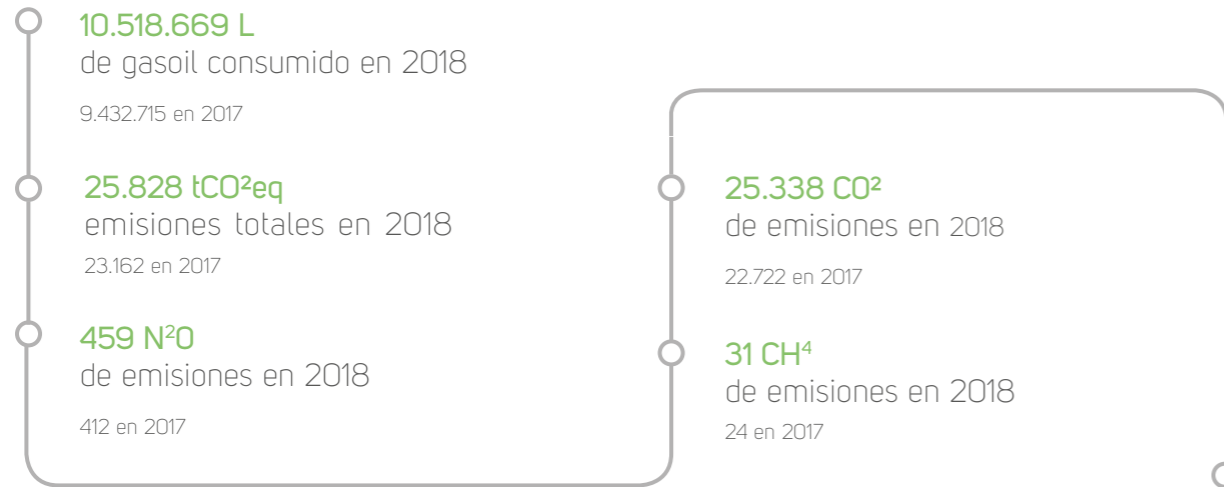 10.518.669 L
de gasoil consumido en 2018
9.432.715 en 2017
25.828 tCO²eq
emisiones totales en 2018
23.162 en 2017
459 N²O
de emisiones en 2018
412 en 2017
25.338 CO²
de emisiones en 2018
22.722 en 2017
31 CH⁴
de emisiones en 2018
24 en 2017